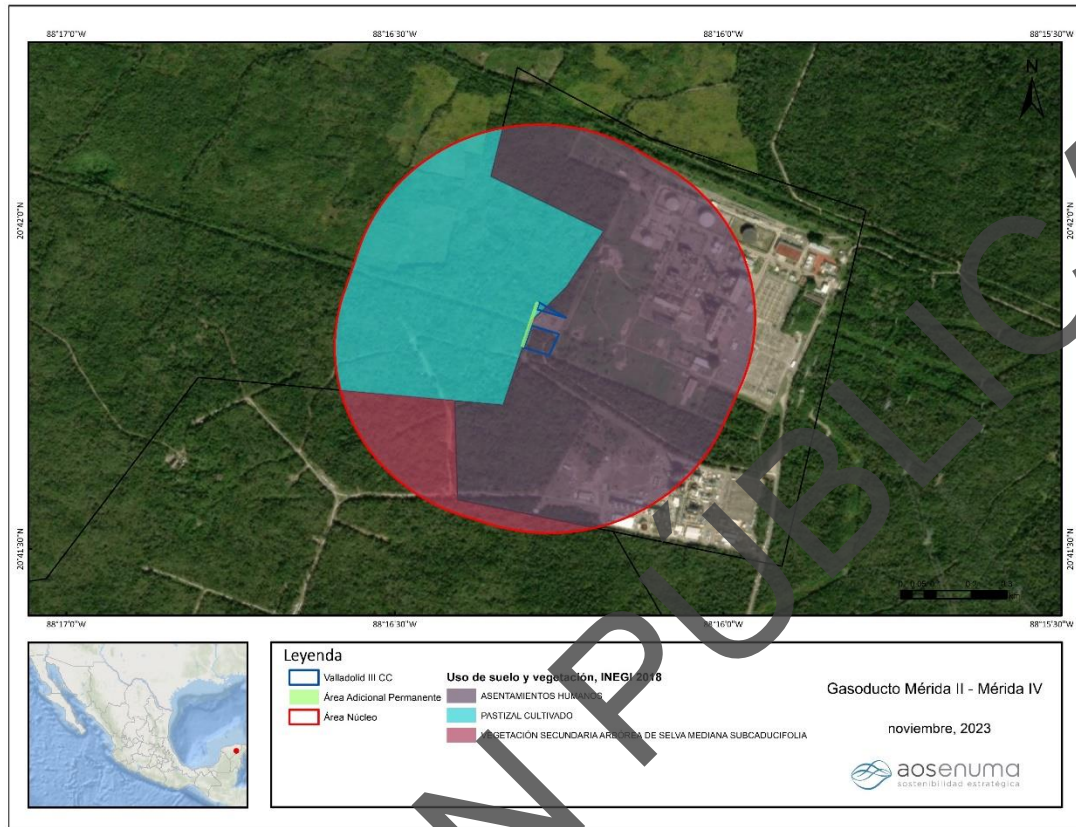 88°17'0"W 88°16'30"W 88°16'0"W 88°15'30"W
N
20°42'0"N 20°42'0"N
20°41'30"N 20°41'30"N
km
88°17'0"W 88°16'30"W 88°16'0"W 88°15'30"W
Leyenda
Valladolid III CC
Área Adicional Permanente
Área Núcleo
Uso de suelo y vegetación, INEGI 2018
ASENTAMIENTOS HUMANOS
PASTIZAL CULTIVADO
VEGETACIÓN SECUNDARIA ARBÓREA DE SELVA MEDIANA SUBCADUCIFOLIA
Gasoducto Mérida II - Mérida IV
noviembre, 2023
aosenuma
sostenibilidad estratégica
N PÚBLIC